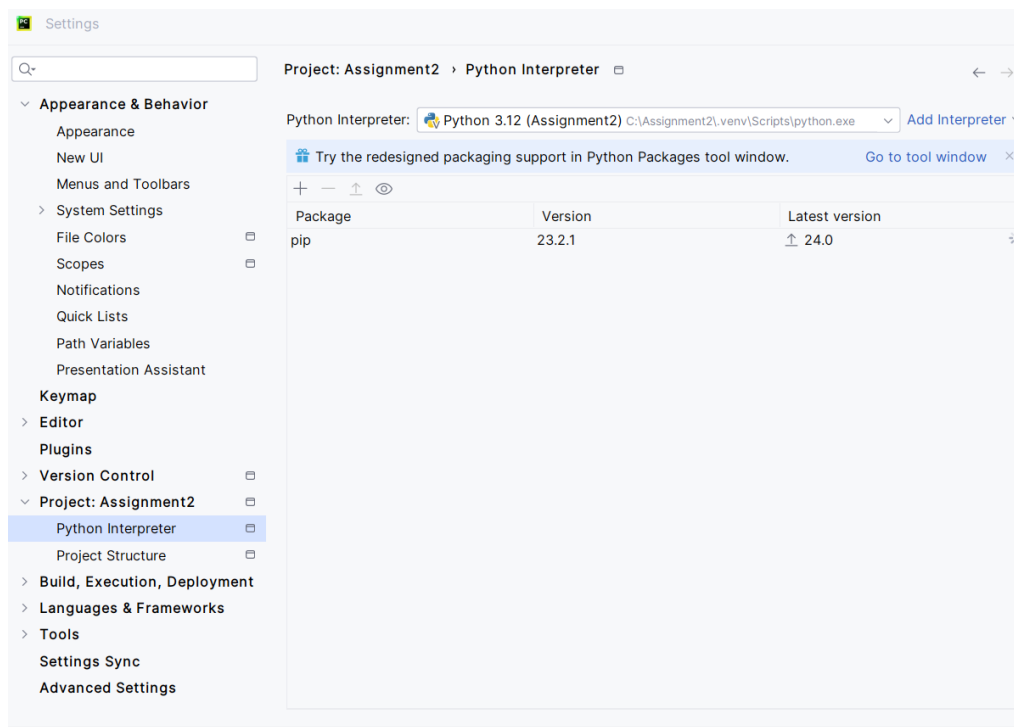 PC Settings
Project: Assignment2 › Python Interpreter
Python Interpreter: Python 3.12 (Assignment2) C:\Assignment2\.venv\Scripts\python.exe Add Interpreter
Try the redesigned packaging support in Python Packages tool window. Go to tool window
Package Version Latest version
pip 23.2.1 24.0
Appearance & Behavior
Appearance
New UI
Menus and Toolbars
System Settings
File Colors
Scopes
Notifications
Quick Lists
Path Variables
Presentation Assistant
Keymap
Editor
Plugins
Version Control
Project: Assignment2
Python Interpreter
Project Structure
Build, Execution, Deployment
Languages & Frameworks
Tools
Settings Sync
Advanced Settings